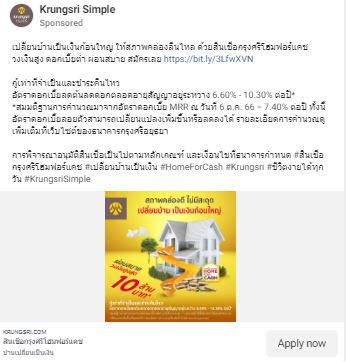 Krungsri Simple
Sponsored
เปลี่ยนบ้านเป็นเงินก้อนใหญ่ ให้สภาพคล่องลื่นไหล ด้วยสินเชื่อกรุงศรีโฮมฟอร์แคช
วงเงินสูง ดอกเบี้ยต่ำ ผ่อนสบาย สมัครเลย https://bit.ly/3LfwXVN
กู้เท่าที่จำเป็นและชำระคืนไหว
อัตราดอกเบี้ยลดต้นลดดอกตลอดอายุสัญญาอยู่ระหว่าง 6.60% - 10.30% ต่อปี*
*สมมติฐานการคำนวณมาจากอัตราดอกเบี้ย MRR ณ วันที่ 6 ต.ค. 66 = 7.40% ต่อปี ทั้งนี้
อัตราดอกเบี้ยลอยตัวสามารถเปลี่ยนแปลงเพิ่มขึ้นหรือลดลงได้ รายละเอียดการคำนวณดู
เพิ่มเติมที่เว็บไซต์ของธนาคารกรุงศรีอยุธยา
การพิจารณาอนุมัติสินเชื่อเป็นไปตามหลักเกณฑ์ และเงื่อนไขที่ธนาคารกำหนด #สินเชื่อ
กรุงศรีโฮมฟอร์แคช #เปลี่ยนบ้านเป็นเงิน #HomeForCash #Krungsri #ชีวิตง่ายได้ทุก
วัน #KrungsriSimple
สภาพคล่องดี ไม่มีสะดุด
เปลี่ยนบ้าน เป็นเงินก้อนใหญ่
ผ่อนสบาย
วงเงินสูงสุด
10 ล้าน
บาท*
HOME
FOR
CASH
KRUNGSRI.COM
สินเชื่อกรุงศรีโฮมฟอร์แคช
บ้านเปลี่ยนเป็นเงิน
Apply now